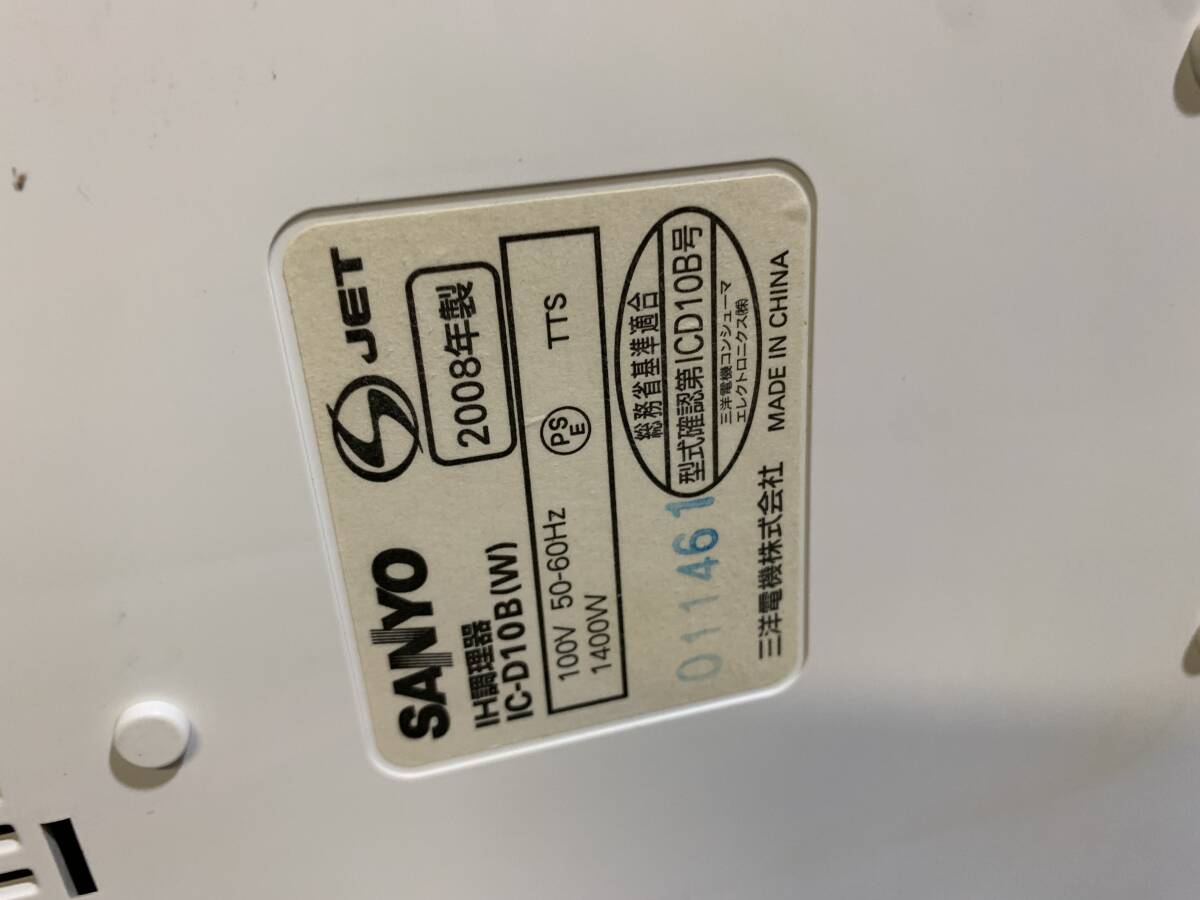 SANYO
S JET
IH調理器
IC-D10B(W)
2008年製
100V 50-60Hz
PSE
TTS
1400W
011461
総務省基準適合
型式確認第ICD10B号
三洋電機コンシューマ
エレクトロニクス㈱
三洋電機株式会社
MADE IN CHINA